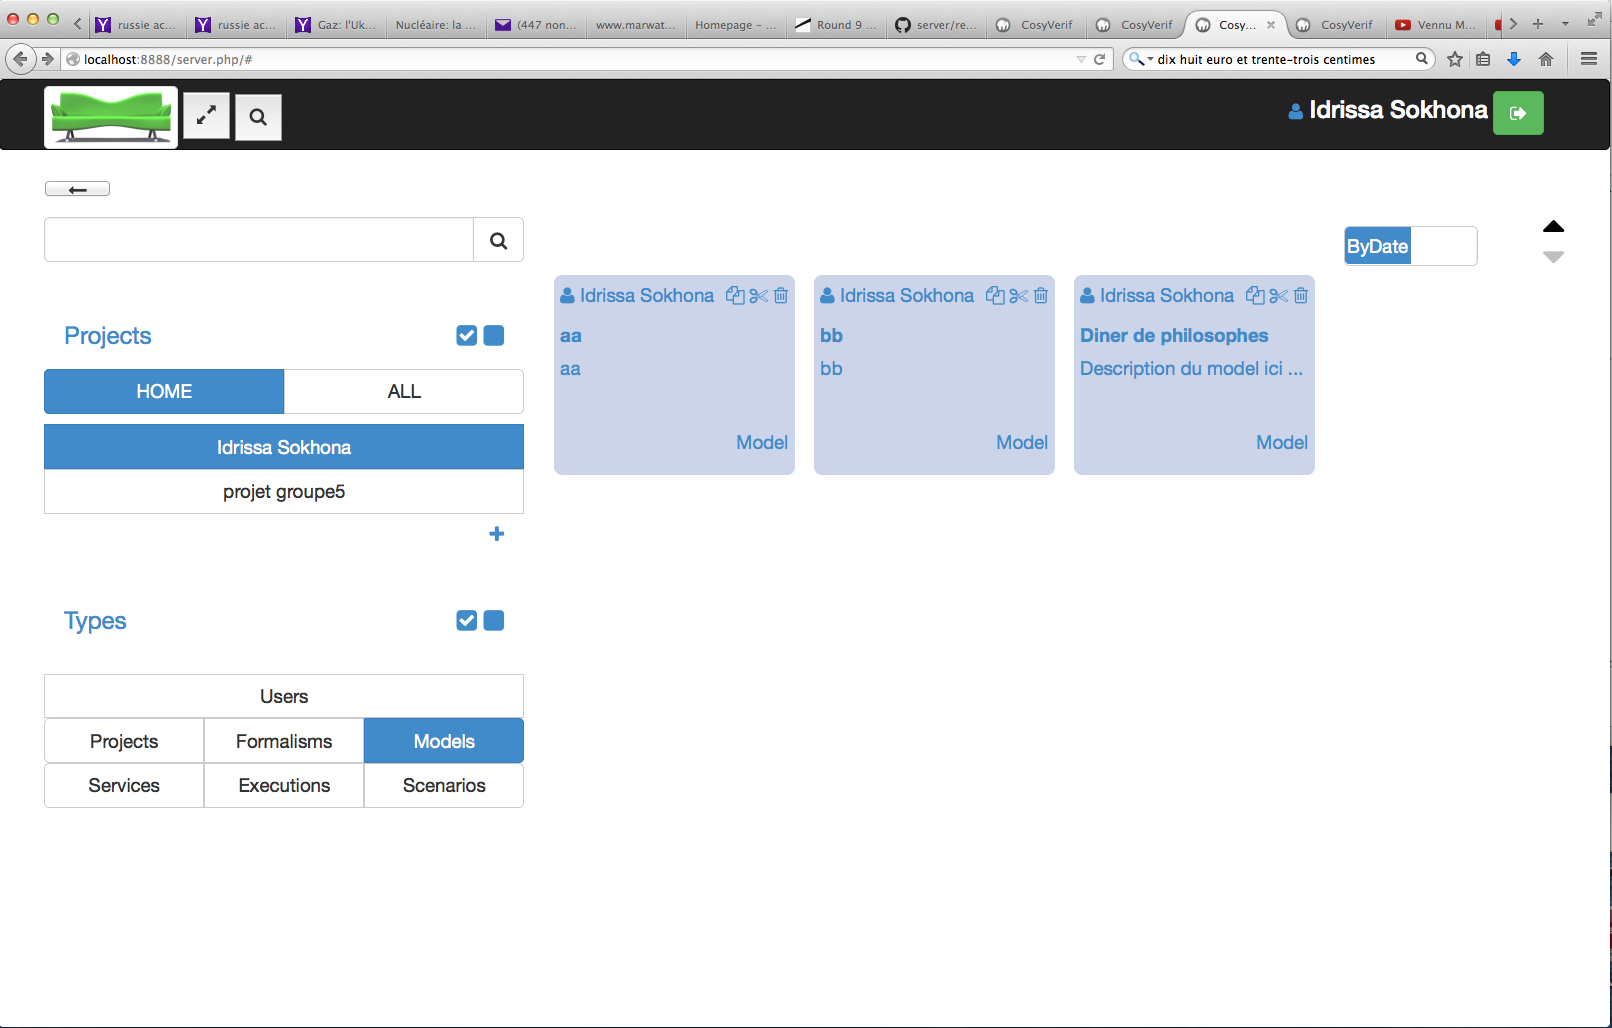 russie ac...
russie ac...
Gaz: l'Uk...
Nucléaire: la ...
(447 non...
www.marwat...
Homepage - ...
Round 9 ...
server/re...
CosyVerif
CosyVerif
Cosy...
CosyVerif
Vennu M...
localhost:8888/server.php/#
dix huit euro et trente-trois centimes
Idrissa Sokhona
ByDate
Projects
HOME
ALL
Idrissa Sokhona
projet groupe5
Types
Users
Projects
Formalisms
Models
Services
Executions
Scenarios
Idrissa Sokhona
aa
aa
Model
Idrissa Sokhona
bb
bb
Model
Idrissa Sokhona
Diner de philosophes
Description du model ici ...
Model